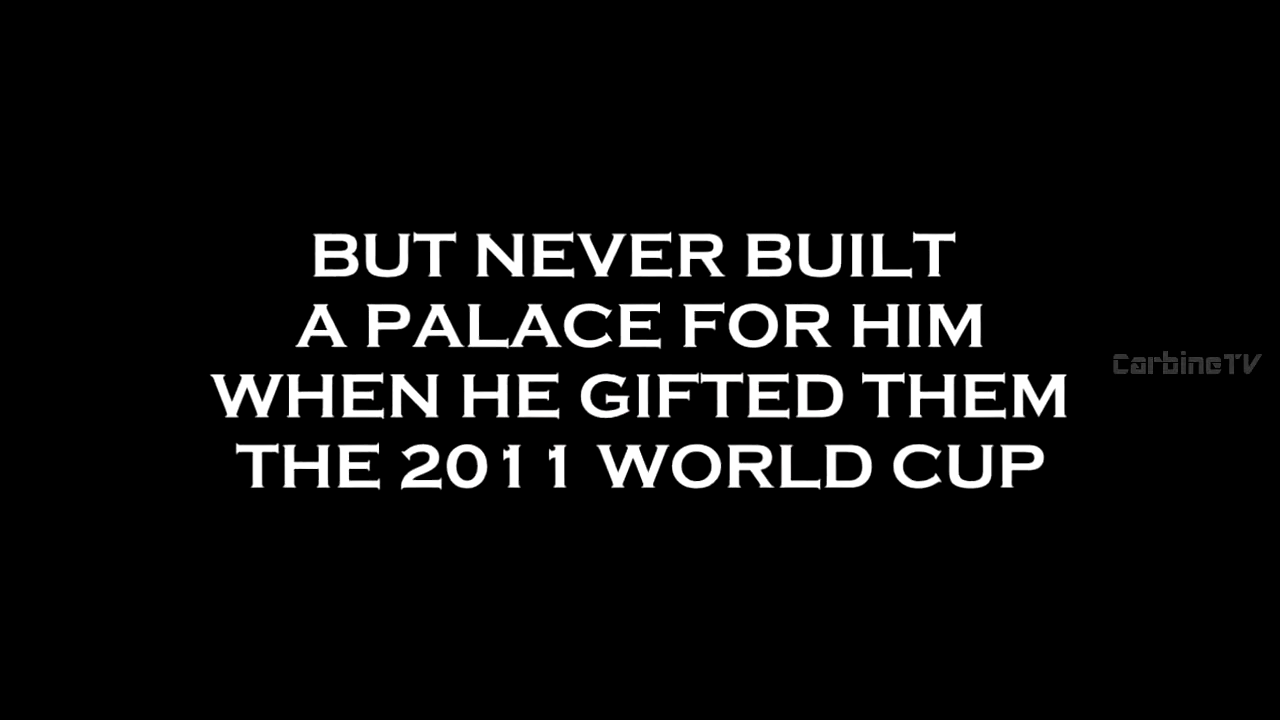 BUT NEVER BUILT
A PALACE FOR HIM
WHEN HE GIFTED THEM
THE 2011 WORLD CUP
CarbineTV